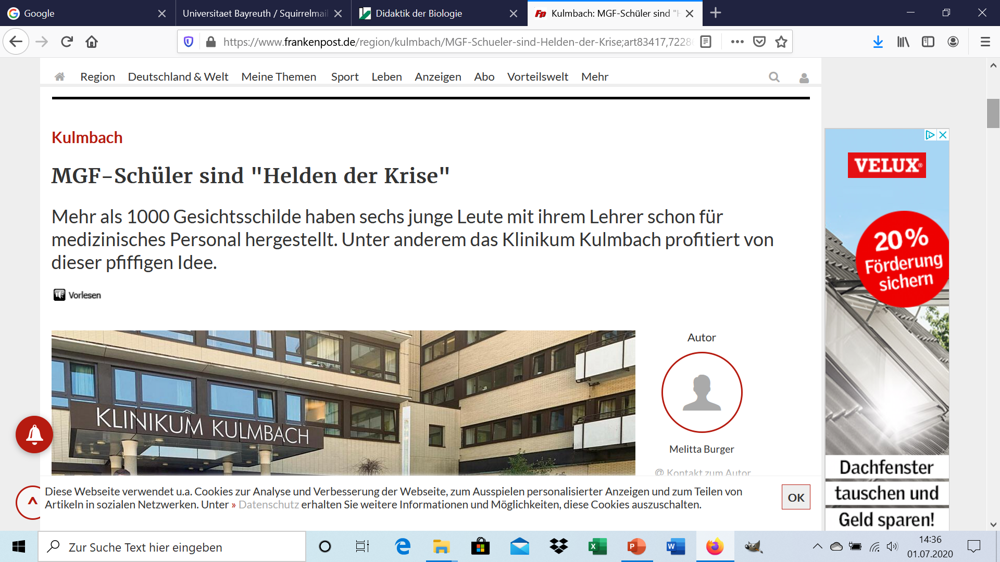 Google
Universitaet Bayreuth / Squirrelmail
Didaktik der Biologie
Fp Kulmbach: MGF-Schüler sind "H
https://www.frankenpost.de/region/kulmbach/MGF-Schueler-sind-Helden-der-Krise;art83417,7228
Region Deutschland & Welt Meine Themen Sport Leben Anzeigen Abo Vorteilswelt Mehr
Kulmbach
MGF-Schüler sind "Helden der Krise"
Mehr als 1000 Gesichtsschilde haben sechs junge Leute mit ihrem Lehrer schon für
medizinisches Personal hergestellt. Unter anderem das Klinikum Kulmbach profitiert von
dieser pfiffigen Idee.
Vorlesen
KLINIKUM KULMBACH
Autor
Melitta Burger
@ Kontakt zum Autor
VELUX®
20 %
Förderung
sichern
Dachfenster
tauschen und
Geld sparen!
Diese Webseite verwendet u.a. Cookies zur Analyse und Verbesserung der Webseite, zum Ausspielen personalisierter Anzeigen und zum Teilen von
Artikeln in sozialen Netzwerken. Unter » Datenschutz erhalten Sie weitere Informationen und Möglichkeiten, diese Cookies auszuschalten.
OK
Zur Suche Text hier eingeben
14:36
01.07.2020